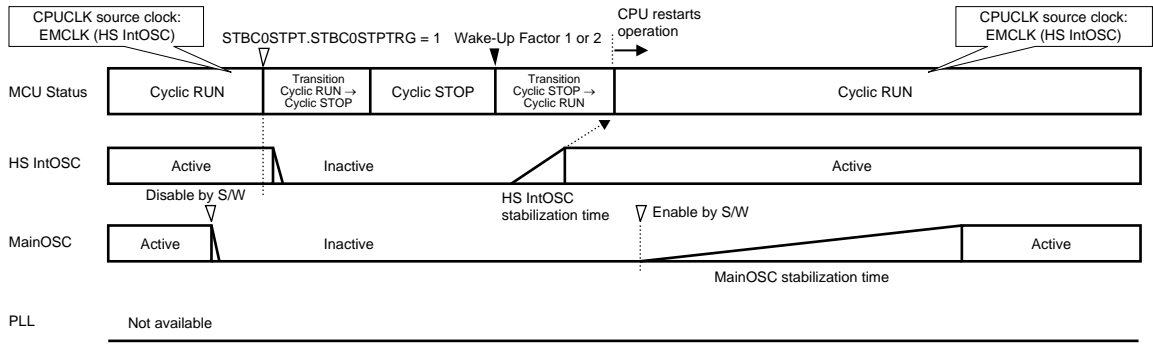 CPUCLK source clock:
EMCLK (HS IntOSC)
STBC0STPT.STBC0STPTRG = 1
Wake-Up Factor 1 or 2
CPU restarts
operation
CPUCLK source clock:
EMCLK (HS IntOSC)
MCU Status
Cyclic RUN
Transition
Cyclic RUN →
Cyclic STOP
Cyclic STOP
Transition
Cyclic STOP →
Cyclic RUN
Cyclic RUN
HS IntOSC
Active
Inactive
Active
Disable by S/W
HS IntOSC
stabilization time
Enable by S/W
MainOSC
Active
Inactive
Active
MainOSC stabilization time
PLL
Not available